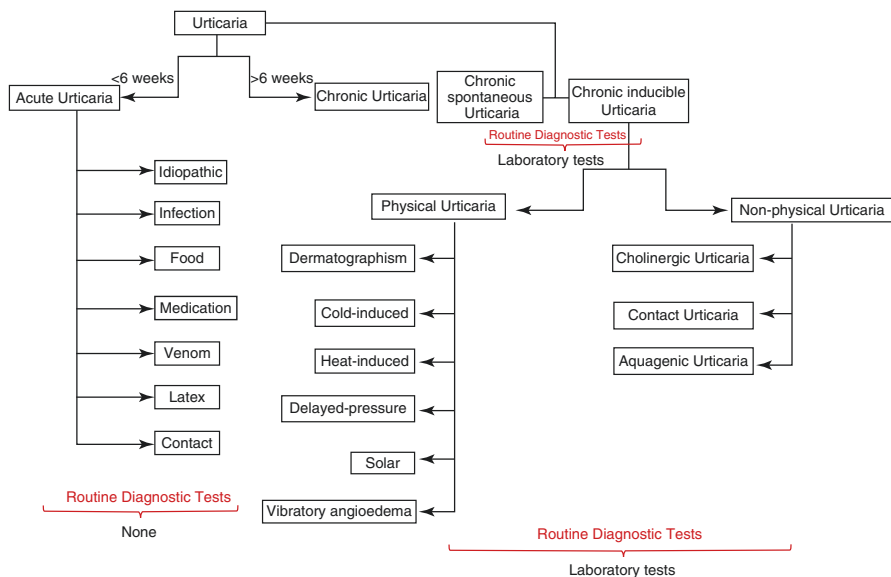 Urticaria
<6 weeks
>6 weeks
Acute Urticaria
Chronic Urticaria
Chronic
spontaneous
Urticaria
Chronic inducible
Urticaria
Routine Diagnostic Tests
Laboratory tests
Idiopathic
Infection
Food
Medication
Venom
Latex
Contact
Routine Diagnostic Tests
None
Physical Urticaria
Dermatographism
Cold-induced
Heat-induced
Delayed-pressure
Solar
Vibratory angioedema
Non-physical Urticaria
Cholinergic Urticaria
Contact Urticaria
Aquagenic Urticaria
Routine Diagnostic Tests
Laboratory tests